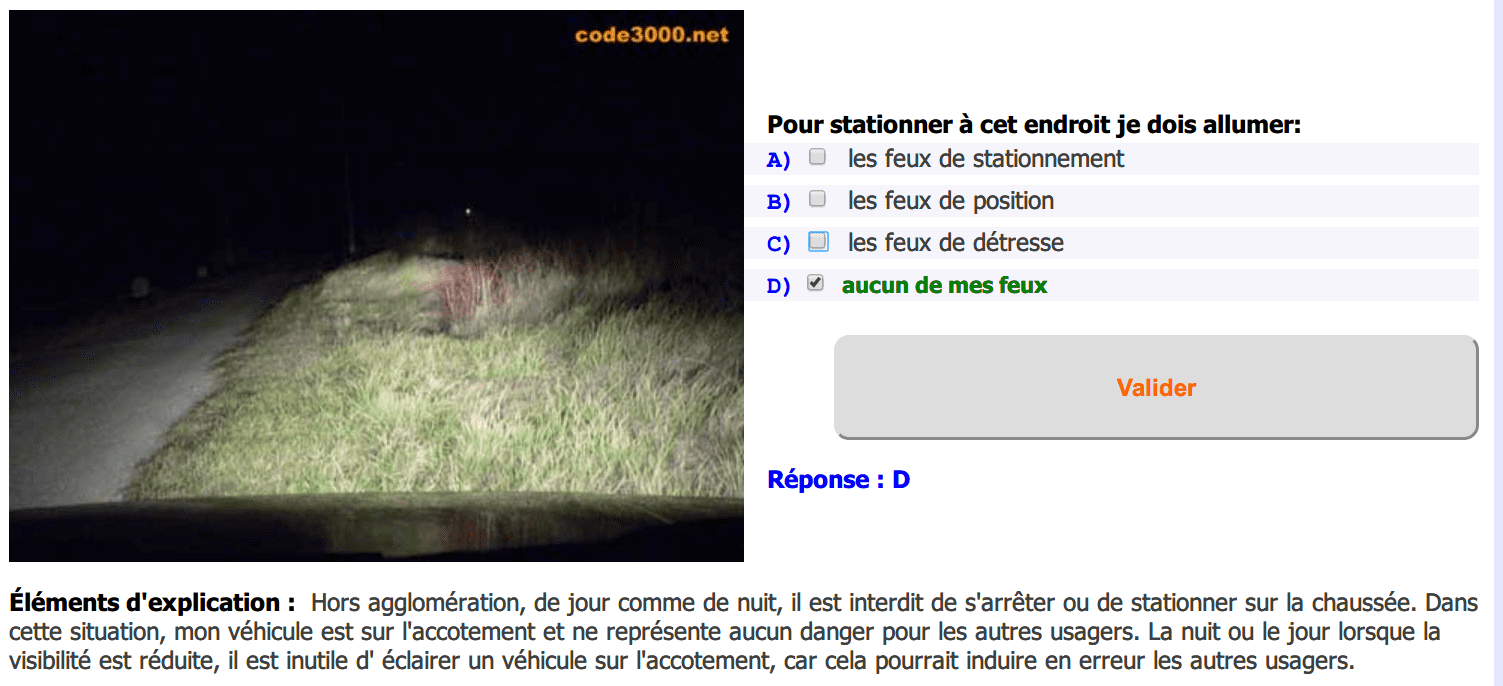 code3000.net
Pour stationner à cet endroit je dois allumer:
A) les feux de stationnement
B) les feux de position
C) les feux de détresse
D) aucun de mes feux
Valider
Réponse : D
Éléments d'explication : Hors agglomération, de jour comme de nuit, il est interdit de s'arrêter ou de stationner sur la chaussée. Dans
cette situation, mon véhicule est sur l'accotement et ne représente aucun danger pour les autres usagers. La nuit ou le jour lorsque la
visibilité est réduite, il est inutile d' éclairer un véhicule sur l'accotement, car cela pourrait induire en erreur les autres usagers.